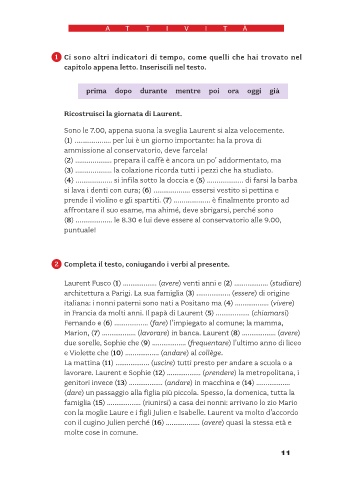 ATTIVITÀ
1 Ci sono altri indicatori di tempo, come quelli che hai trovato nel
capitolo appena letto. Inseriscili nel testo.
prima dopo durante mentre poi ora oggi già
Ricostruisci la giornata di Laurent.
Sono le 7.00, appena suona la sveglia Laurent si alza velocemente.
(1) .................. per lui è un giorno importante: ha la prova di
ammissione al conservatorio, deve farcela!
(2) .................. prepara il caffè è ancora un po' addormentato, ma
(3) .................. la colazione ricorda tutti i pezzi che ha studiato.
(4) .................. si infila sotto la doccia e (5) .................. di farsi la barba
si lava i denti con cura; (6) .................. essersi vestito si pettina e
prende il violino e gli spartiti. (7) .................. è finalmente pronto ad
affrontare il suo esame, ma ahimé, deve sbrigarsi, perché sono
(8) .................. le 8.30 e lui deve essere al conservatorio alle 9.00,
puntuale!
2 Completa il testo, coniugando i verbi al presente.
Laurent Fusco (1) ................. (avere) venti anni e (2) ................. (studiare)
architettura a Parigi. La sua famiglia (3) ................. (essere) di origine
italiana: i nonni paterni sono nati a Positano ma (4) ................. (vivere)
in Francia da molti anni. Il papà di Laurent (5) ................. (chiamarsi)
Fernando e (6) ................. (fare) l'impiegato al comune; la mamma,
Marion, (7) ................. (lavorare) in banca. Laurent (8) ................. (avere)
due sorelle, Sophie che (9) ................. (frequentare) l'ultimo anno di liceo
e Violette che (10) ................. (andare) al collège.
La mattina (11) ................. (uscire) tutti presto per andare a scuola o a
lavorare. Laurent e Sophie (12) ................. (prendere) la metropolitana, i
genitori invece (13) ................. (andare) in macchina e (14) .................
(dare) un passaggio alla figlia più piccola. Spesso, la domenica, tutta la
famiglia (15) ................. (riunirsi) a casa dei nonni: arrivano lo zio Mario
con la moglie Laure e i figli Julien e Isabelle. Laurent va molto d'accordo
con il cugino Julien perché (16) ................. (avere) quasi la stessa età e
molte cose in comune.
11